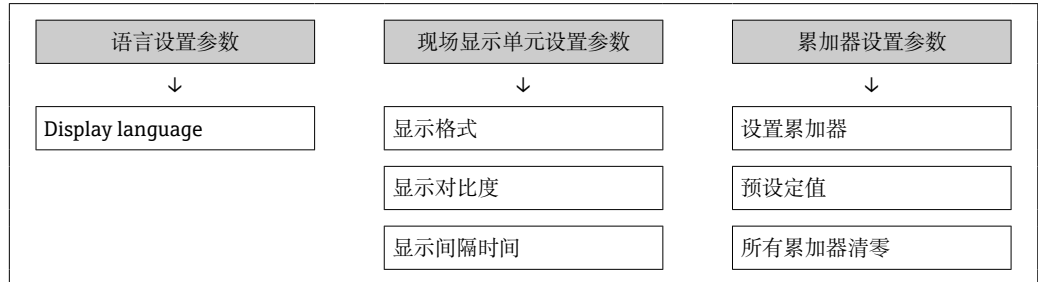 语言设置参数
现场显示单元设置参数
累加器设置参数
↓
↓
↓
Display language
显示格式
设置累加器
显示对比度
预设定值
显示间隔时间
所有累加器清零